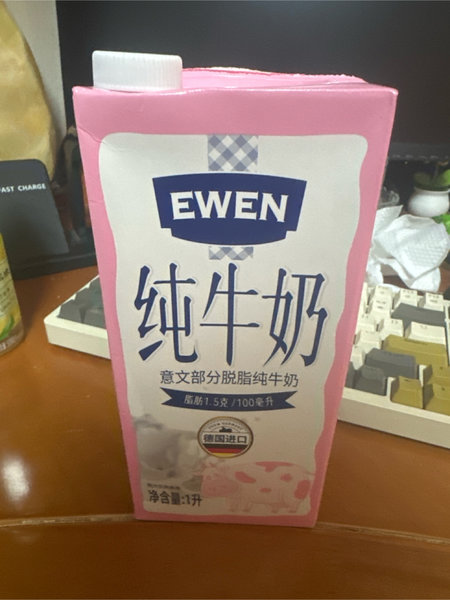 FAST CHARGE
EWEN
纯牛奶
意文部分脱脂纯牛奶
脂肪1.5克/100毫升
德国进口
净含量:1升